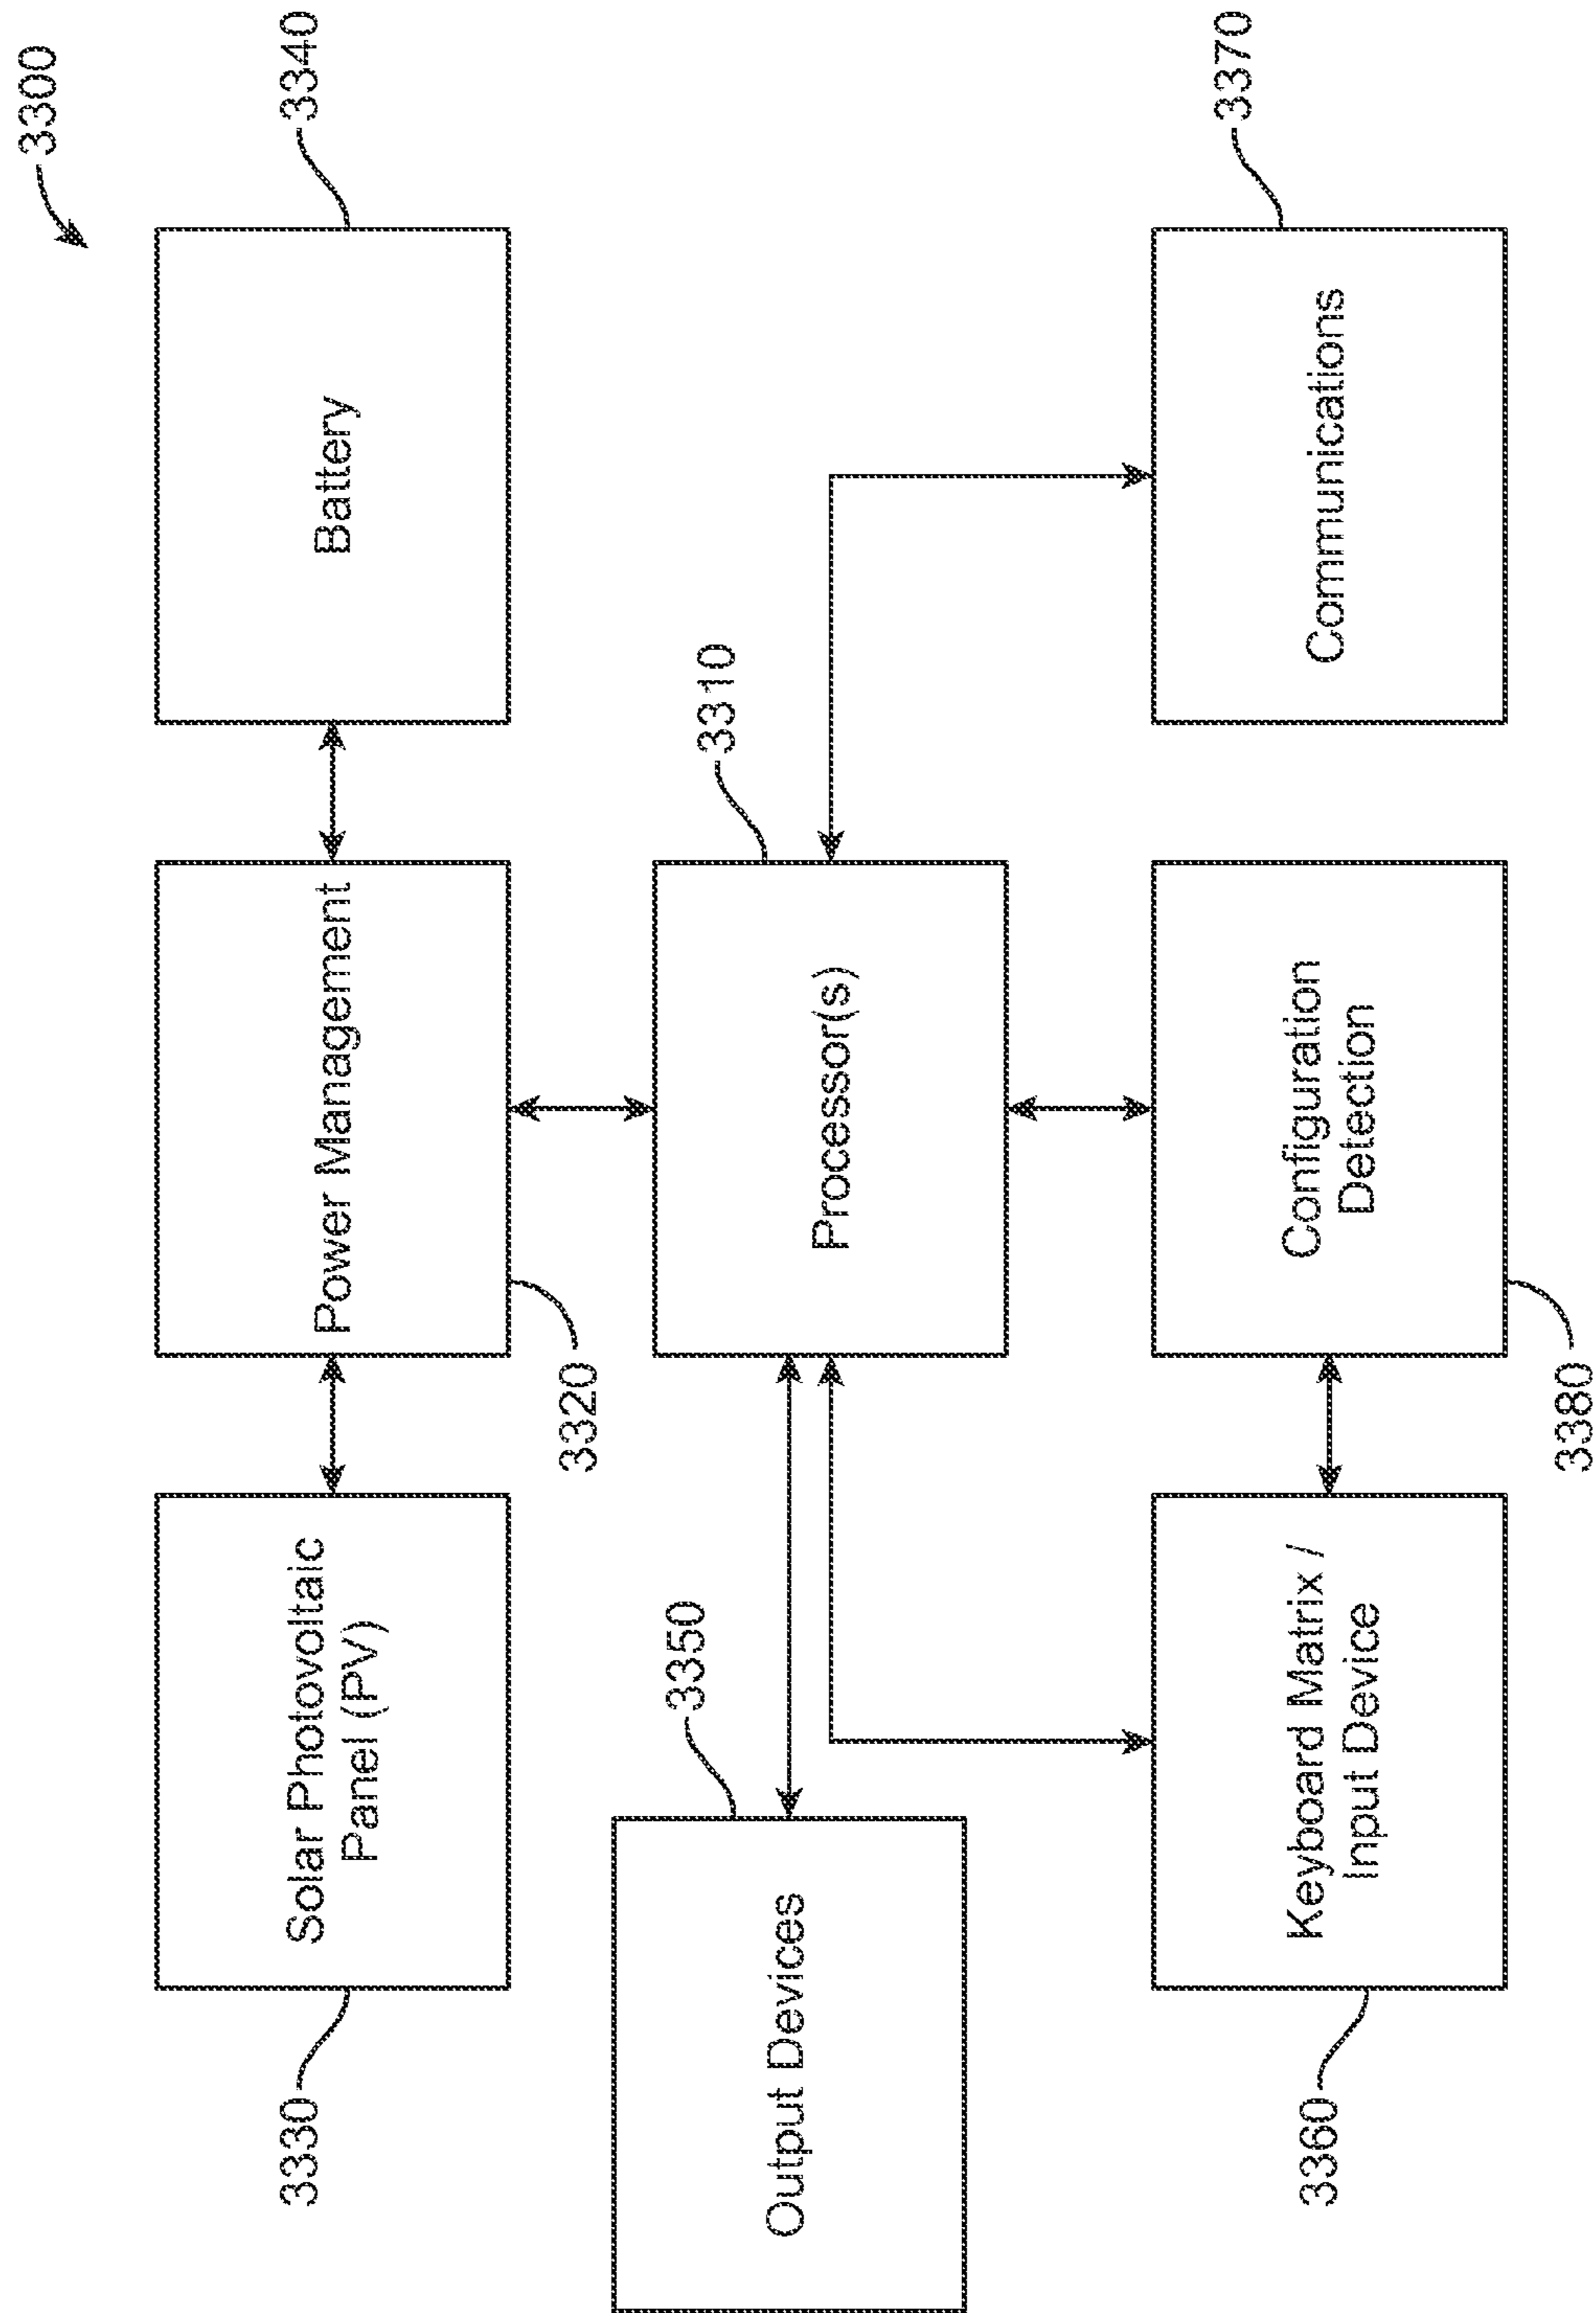 3300
3330
Solar Photovoltaic
Panel (PV)
Power Management
3320
Battery
3340
Output Devices
3350
Processor(s)
3310
3360
Keyboard Matrix /
Input Device
Configuration
Detection
3380
Communications
3370